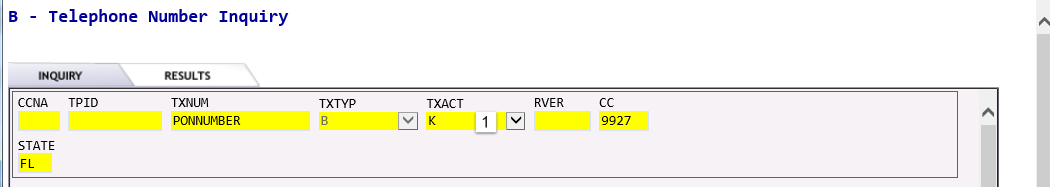 B - Telephone Number Inquiry
INQUIRY RESULTS
CCNA TPID TXNUM TXTYP TXACT RVER CC
PONNUMBER B K 1 9927
STATE
FL